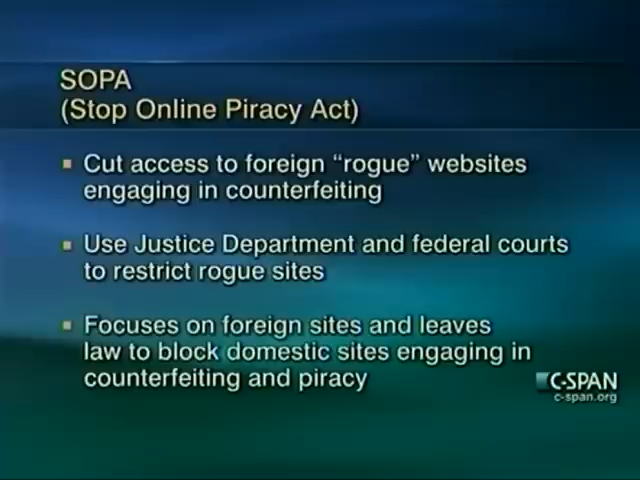 SOPA
(Stop Online Piracy Act)
Cut access to foreign “rogue” websites
engaging in counterfeiting
Use Justice Department and federal courts
to restrict rogue sites
Focuses on foreign sites and leaves
law to block domestic sites engaging in
counterfeiting and piracy
C-SPAN
c-span.org